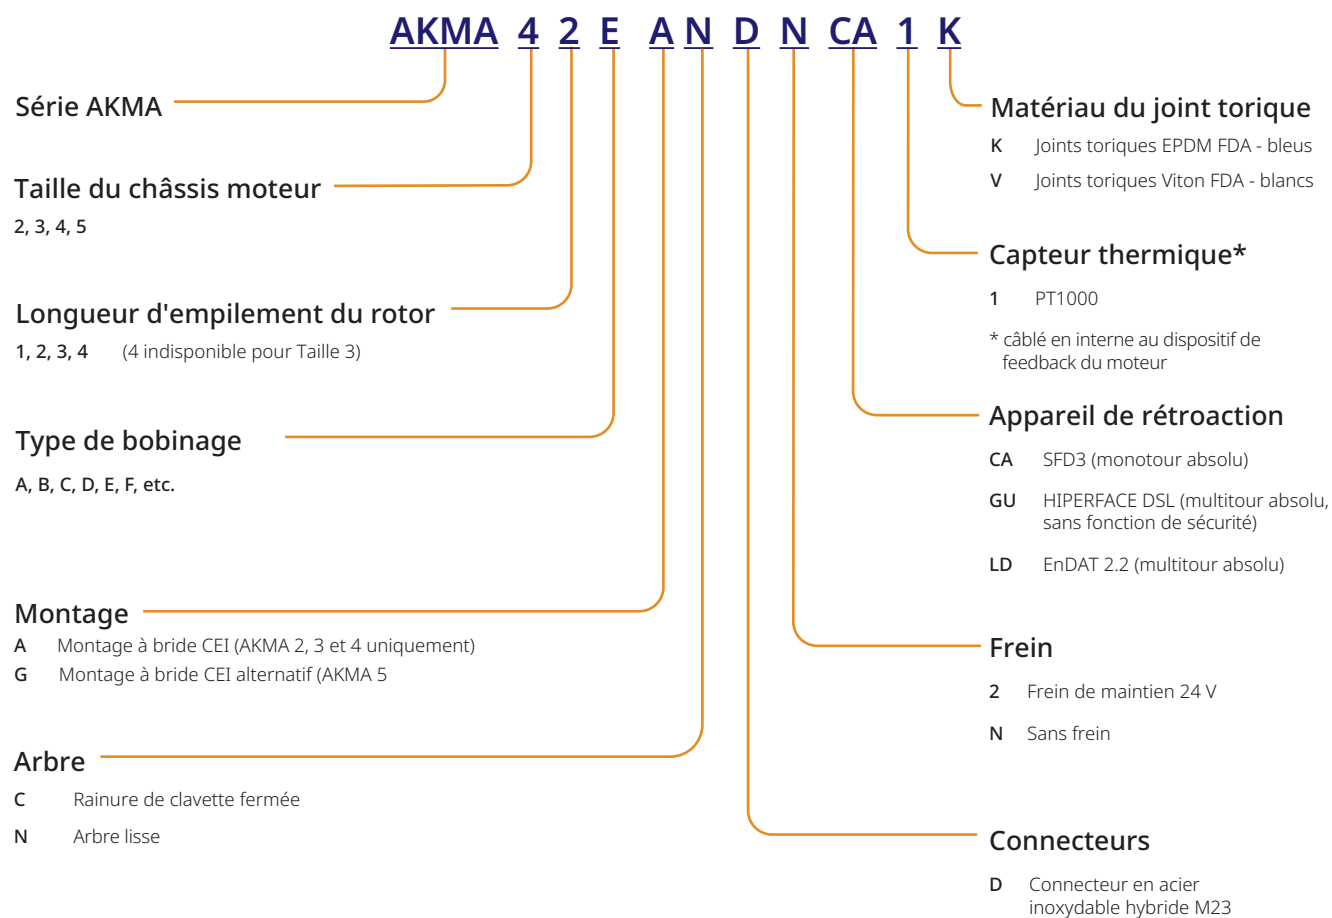 AKMA 4 2 E A N D N CA 1 K
Série AKMA
Taille du châssis moteur
2, 3, 4, 5
Longueur d'empilement du rotor
1, 2, 3, 4 (4 indisponible pour Taille 3)
Type de bobinage
A, B, C, D, E, F, etc.
Montage
A Montage à bride CEI (AKMA 2, 3 et 4 uniquement)
G Montage à bride CEI alternatif (AKMA 5
Arbre
C Rainure de clavette fermée
N Arbre lisse
Matériau du joint torique
K Joints toriques EPDM FDA - bleus
V Joints toriques Viton FDA - blancs
Capteur thermique*
1 PT1000
* câblé en interne au dispositif de
feedback du moteur
Appareil de rétroaction
CA SFD3 (monotour absolu)
GU HIPERFACE DSL (multitour absolu,
sans fonction de sécurité)
LD EnDAT 2.2 (multitour absolu)
Frein
2 Frein de maintien 24 V
N Sans frein
Connecteurs
D Connecteur en acier
inoxydable hybride M23